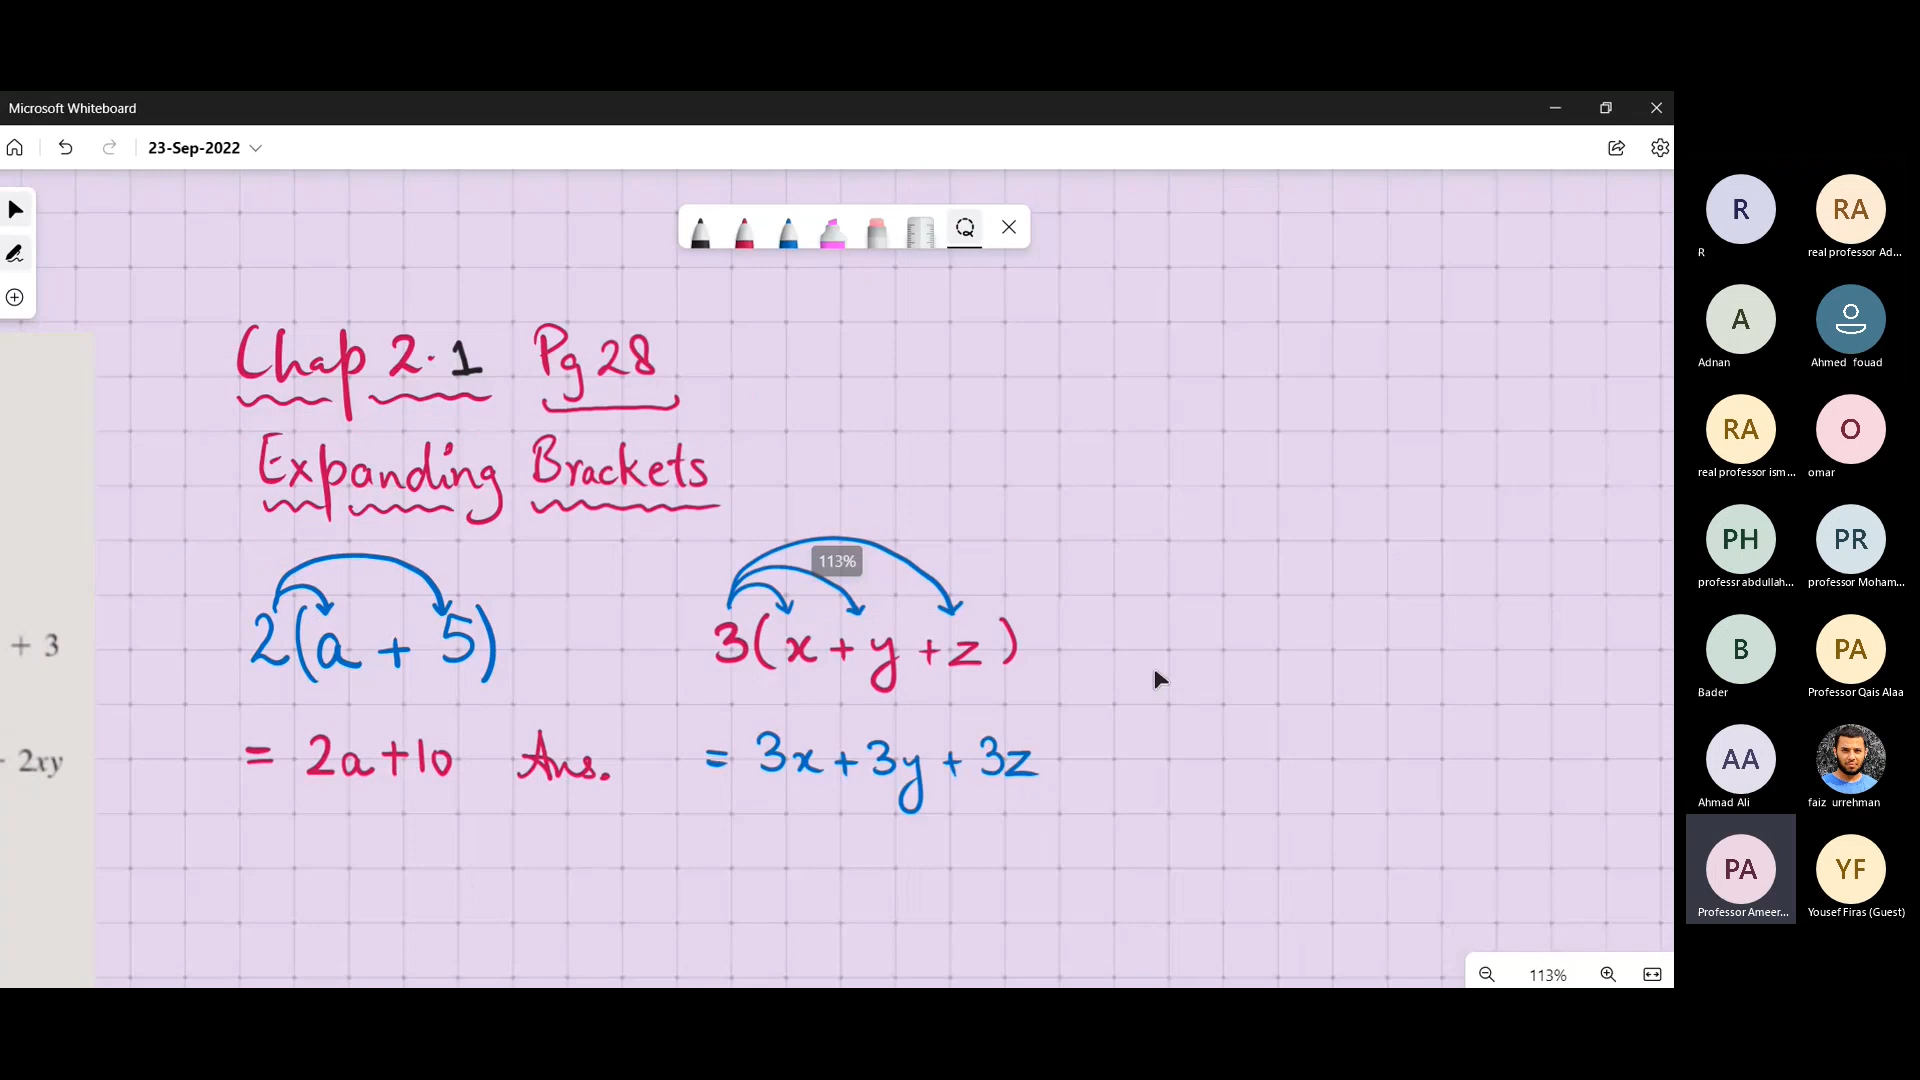 Microsoft Whiteboard
23-Sep-2022
Chap 2.1 Pg 28
Expanding Brackets
113%
2(a + 5)
3(x + y + z)
= 2a + 10 Ans.
= 3x + 3y + 3z
+ 3
- 2xy
113%
R
R
RA
real professor Ad...
A
Adnan
Ahmed fouad
RA
real professor ism...
O
omar
PH
professr abdullah...
PR
professor Moham...
B
Bader
PA
Professor Qais Alaa
AA
Ahmad Ali
faiz urrehman
PA
Professor Ameer...
YF
Yousef Firas (Guest)